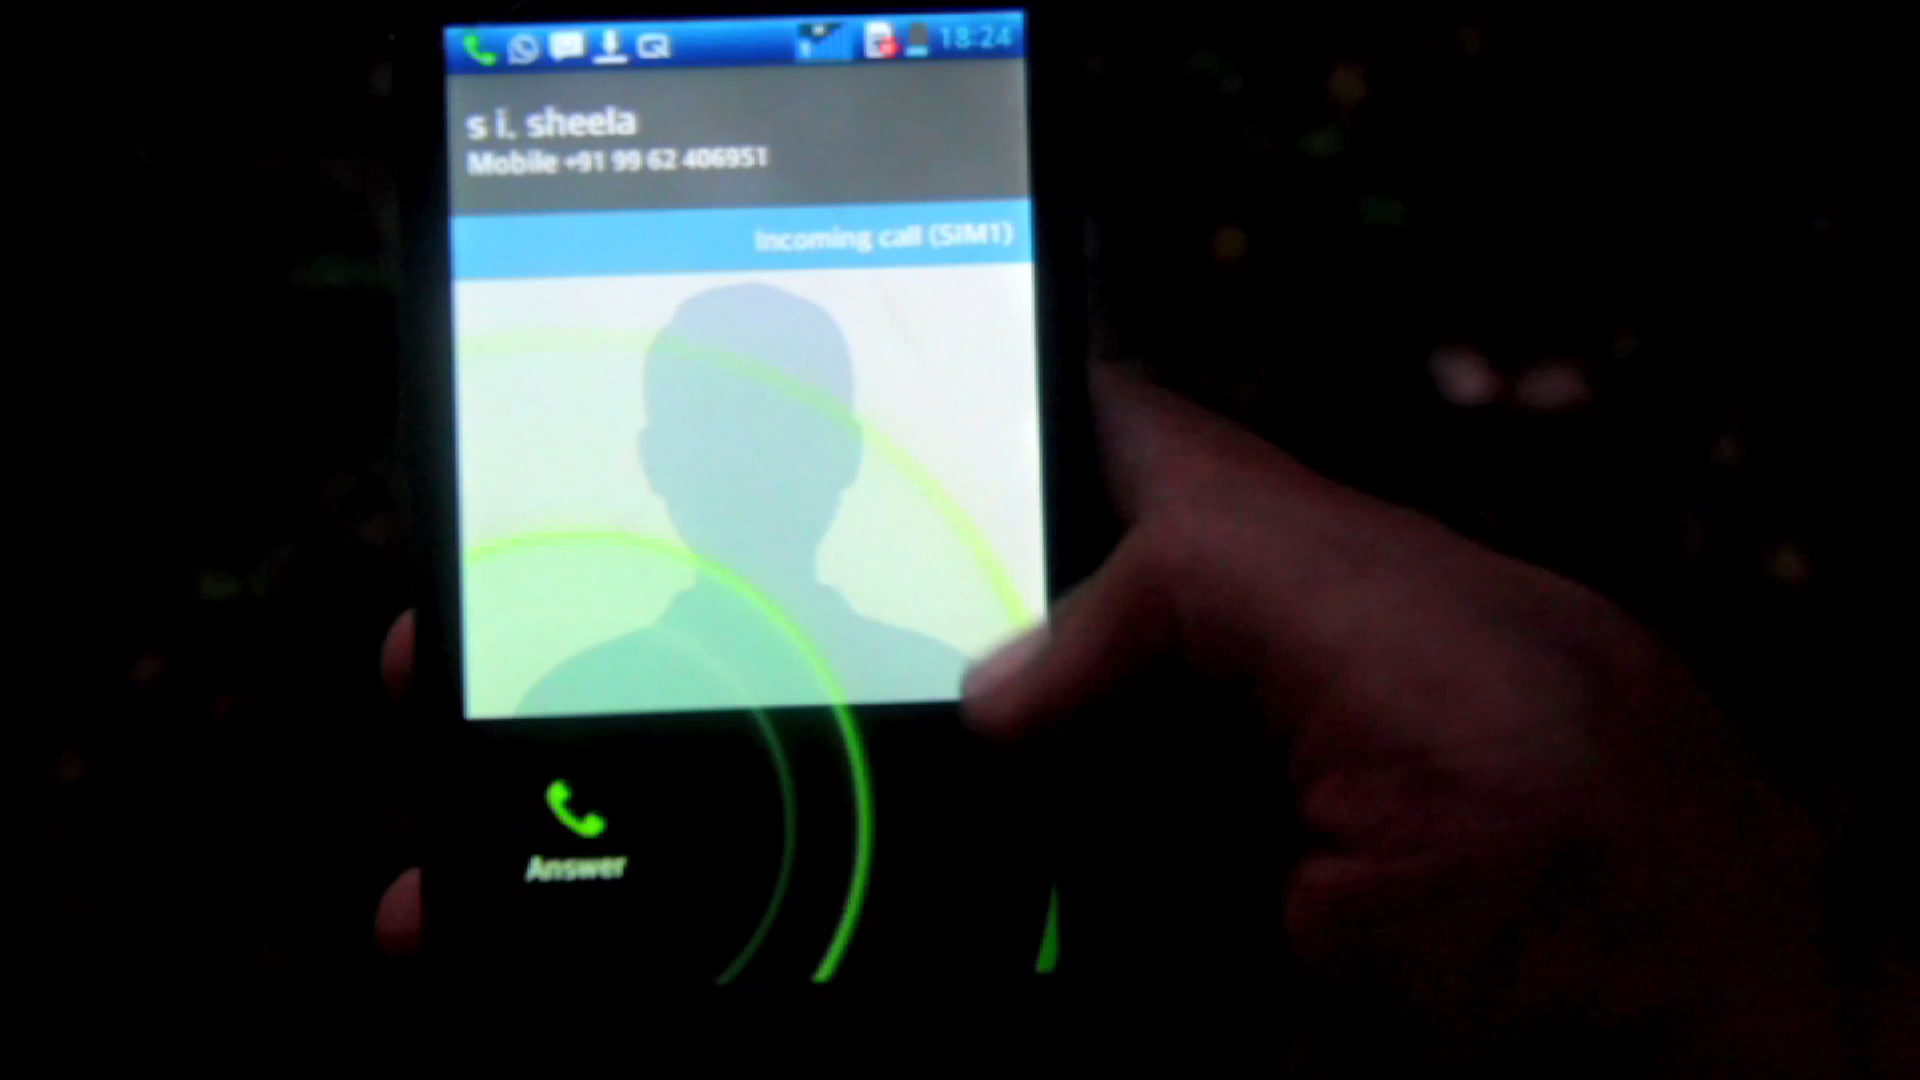 18:24
s i. sheela
Mobile +91 99 62 406951
Incoming call (SIM1)
Answer